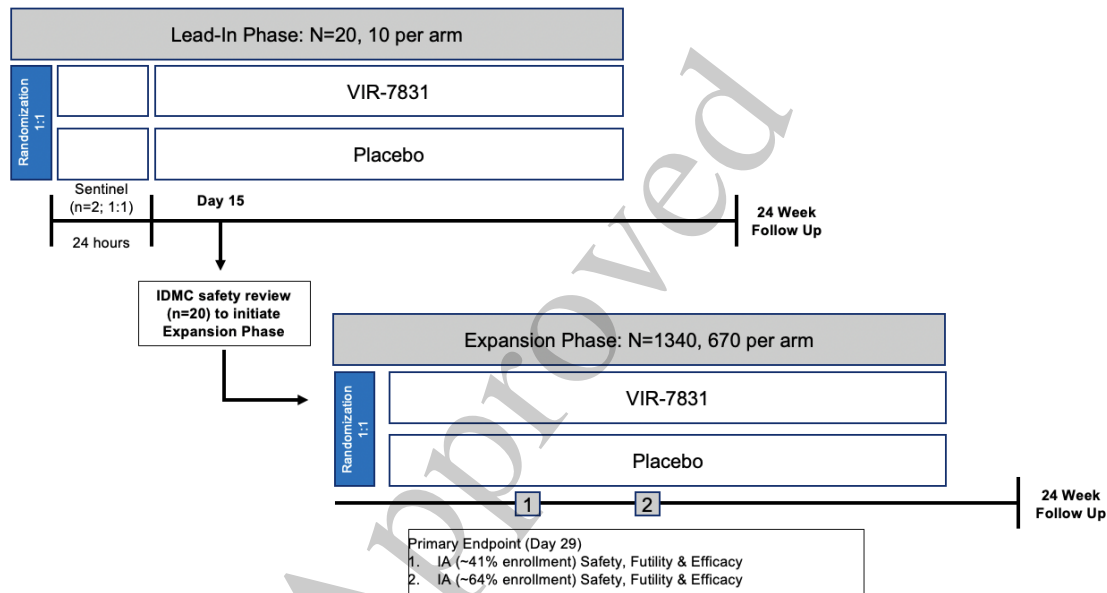 Lead-In Phase: N=20, 10 per arm
Randomization
1:1
VIR-7831
Placebo
Sentinel
(n=2; 1:1)
24 hours
Day 15
24 Week
Follow Up
IDMC safety review
(n=20) to initiate
Expansion Phase
Expansion Phase: N=1340, 670 per arm
Randomization
1:1
VIR-7831
Placebo
1
2
24 Week
Follow Up
Primary Endpoint (Day 29)
1. IA (~41% enrollment) Safety, Futility & Efficacy
2. IA (~64% enrollment) Safety, Futility & Efficacy
Approved